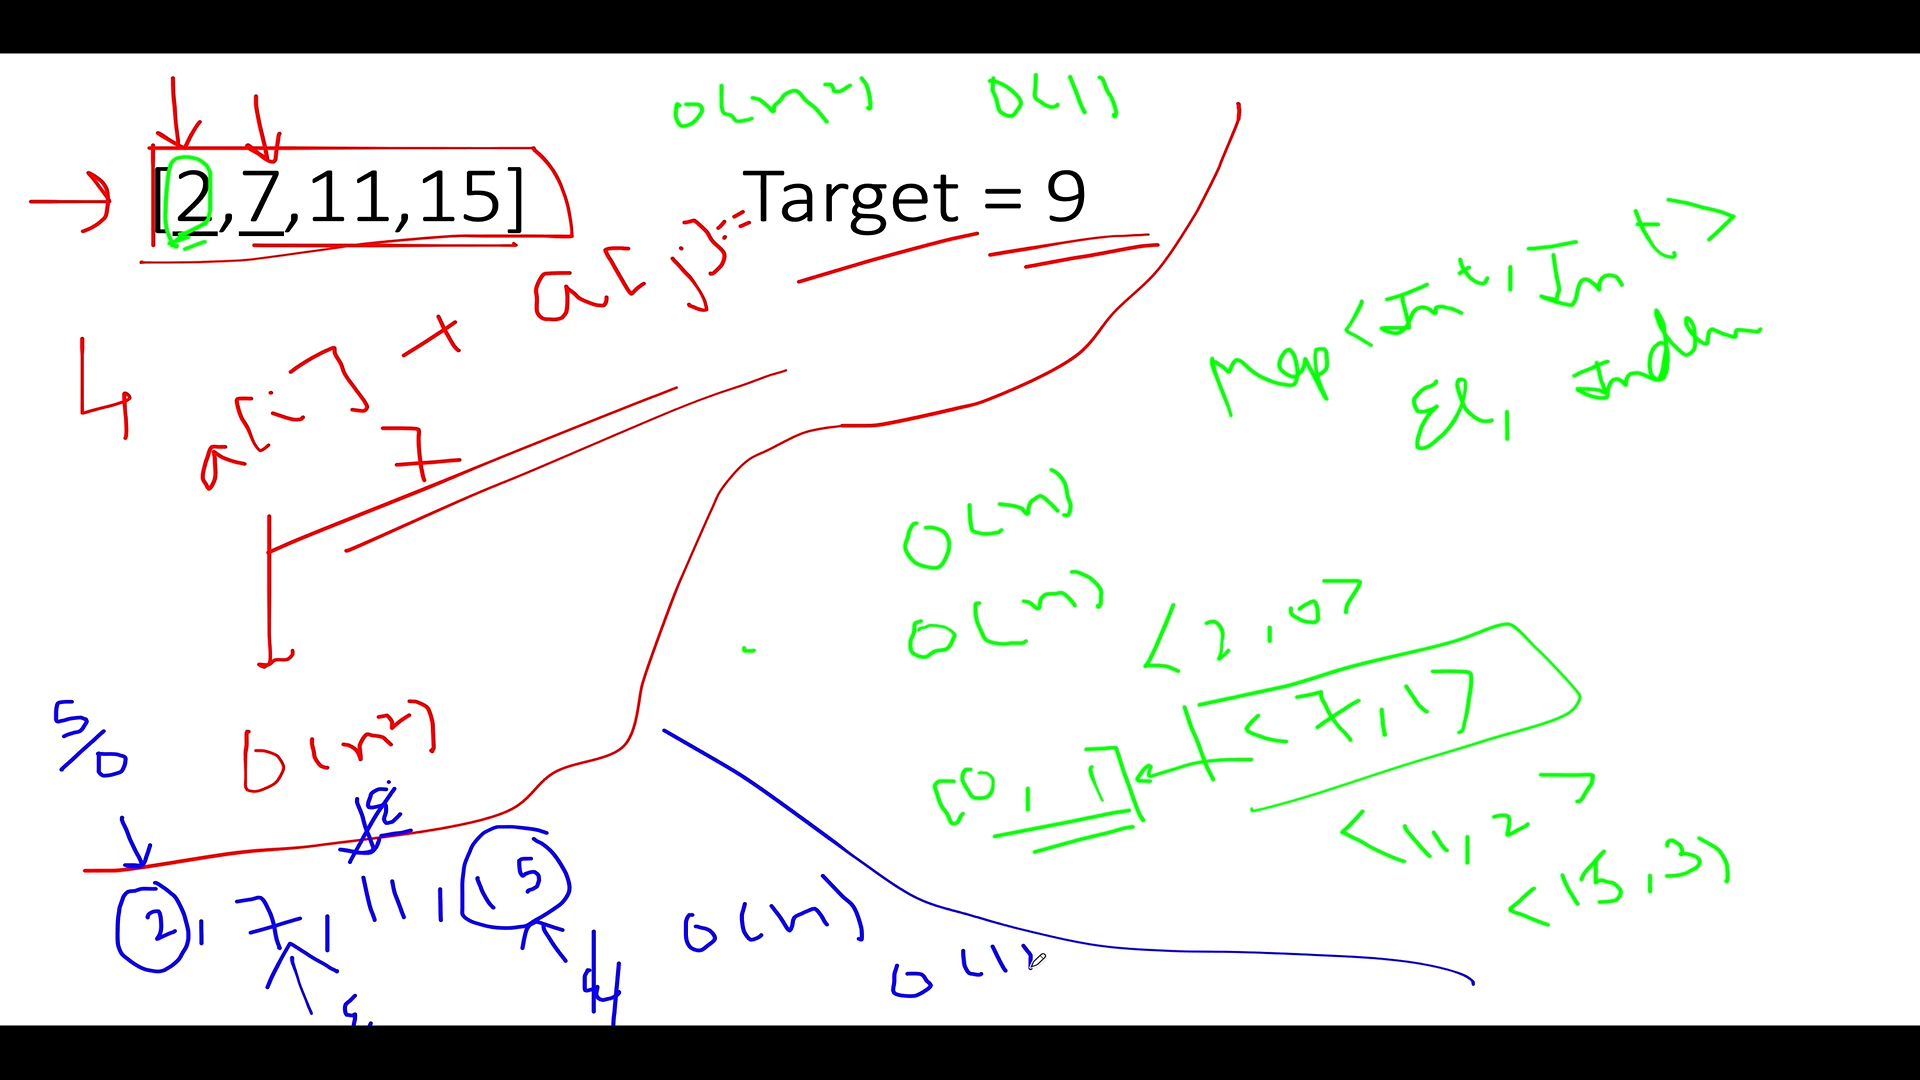 O(n²) O(1)
[2,7,11,15] Target = 9
a[i] + a[j] == 
Map <Int, Int>
El, Index
4
7
O(n)
O(n)
<2,0>
<7,1>
[0, 1]
<11,2>
<15,3>
5/0
O(n²)
2, 7, 11, 15
O(n)
O(1)